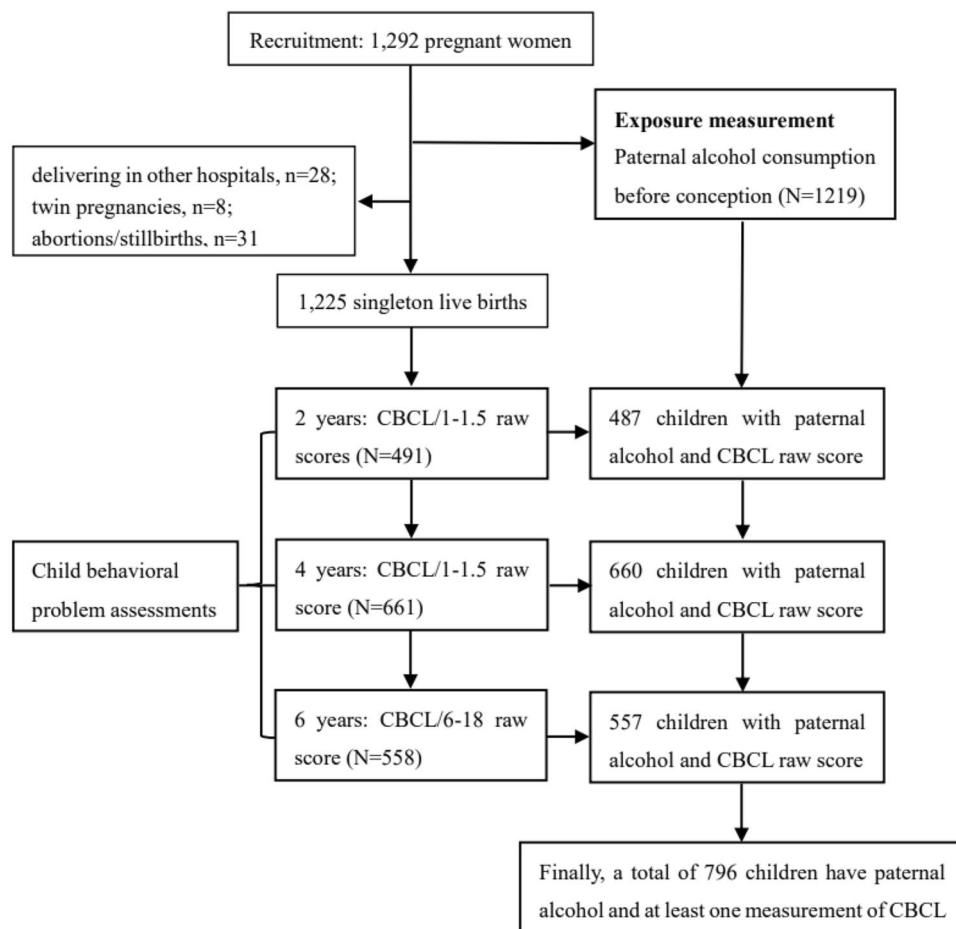 Recruitment: 1,292 pregnant women
Exposure measurement
Paternal alcohol consumption
before conception (N=1219)
delivering in other hospitals, n=28;
twin pregnancies, n=8;
abortions/stillbirths, n=31
1,225 singleton live births
2 years: CBCL/1-1.5 raw
scores (N=491)
487 children with paternal
alcohol and CBCL raw score
Child behavioral
problem assessments
4 years: CBCL/1-1.5 raw
score (N=661)
660 children with paternal
alcohol and CBCL raw score
6 years: CBCL/6-18 raw
score (N=558)
557 children with paternal
alcohol and CBCL raw score
Finally, a total of 796 children have paternal
alcohol and at least one measurement of CBCL